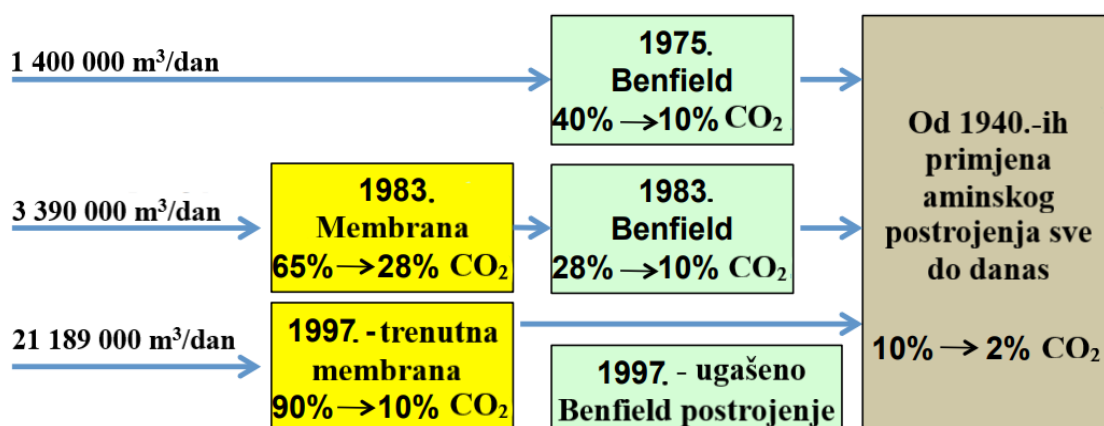 1 400 000 m³/dan
1975.
Benfield
40% →10% CO₂
3 390 000 m³/dan
1983.
Membrana
65%→28% CO₂
1983.
Benfield
28%→10% CO₂
21 189 000 m³/dan
1997. -trenutna
membrana
90%→10% CO₂
1997. - ugašeno
Benfield postrojenje
Od 1940.-ih
primjena
aminskog
postrojenja sve
do danas
10%→ 2% CO₂